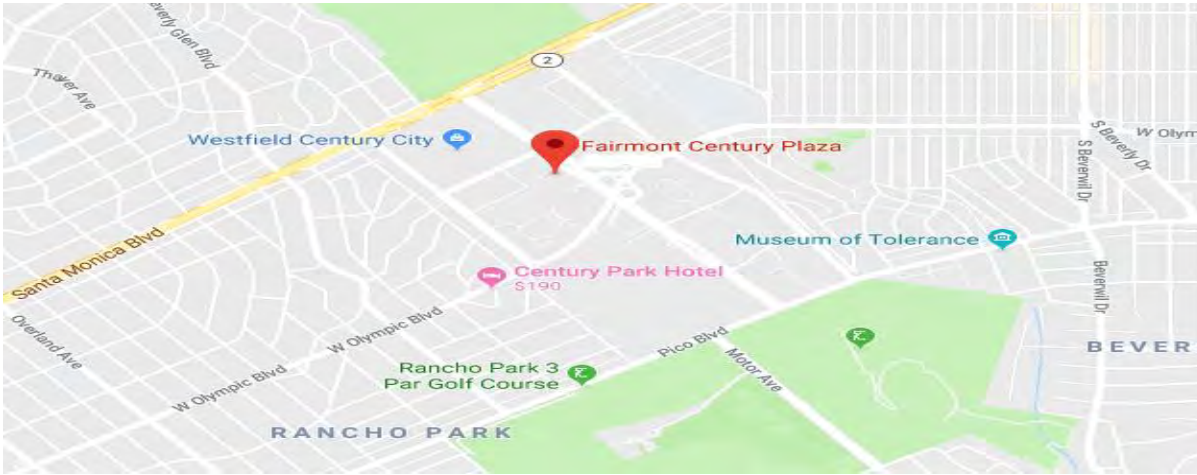 Beverly Glen Blvd
Thayer Ave
2
Westfield Century City
Fairmont Century Plaza
W Olym
S Beverly Dr
S Beverwil Dr
Santa Monica Blvd
Museum of Tolerance
Century Park Hotel
$190
Beverwil Dr
Overland Ave
W Olympic Blvd
Pico Blvd
Motor Ave
BEVER
Rancho Park 3
Par Golf Course
W Olympic Blvd
RANCHO PARK